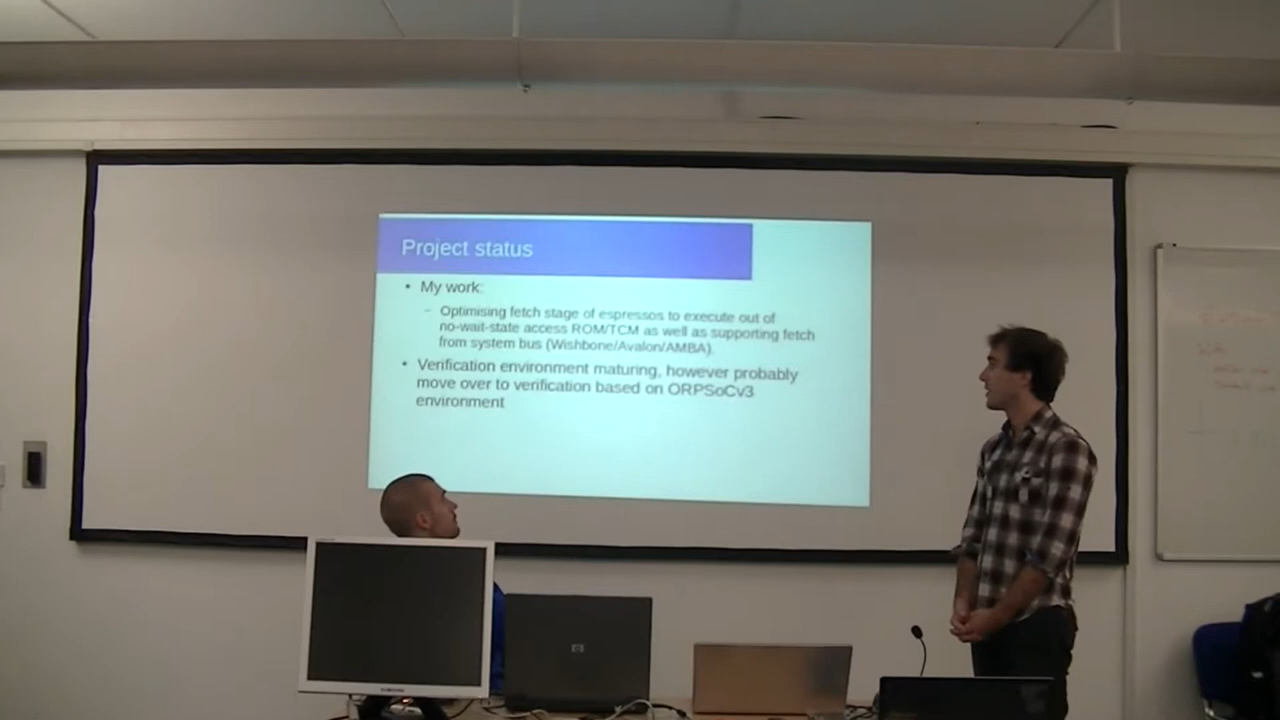 Project status
• My work:
– Optimising fetch stage of espressos to execute out of
no-wait-state access ROM/TCM as well as supporting fetch
from system bus (Wishbone/Avalon/AMBA).
• Verification environment maturing, however probably
move over to verification based on ORPSoCv3
environment
hp
SAMSUNG